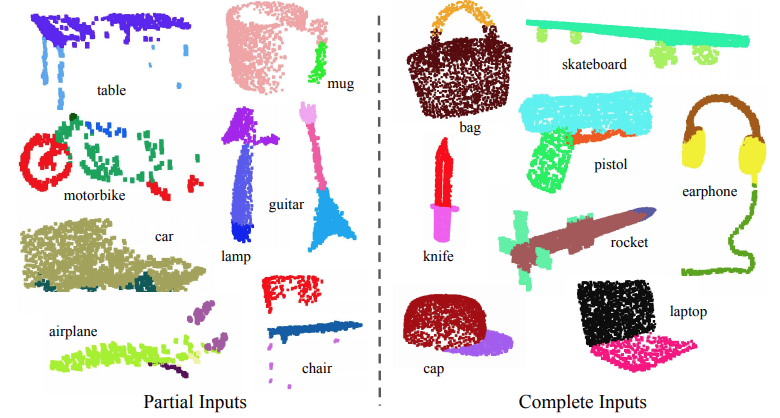 table
mug
motorbike
guitar
car
lamp
airplane
chair
Partial Inputs
skateboard
bag
pistol
earphone
knife
rocket
laptop
cap
Complete Inputs